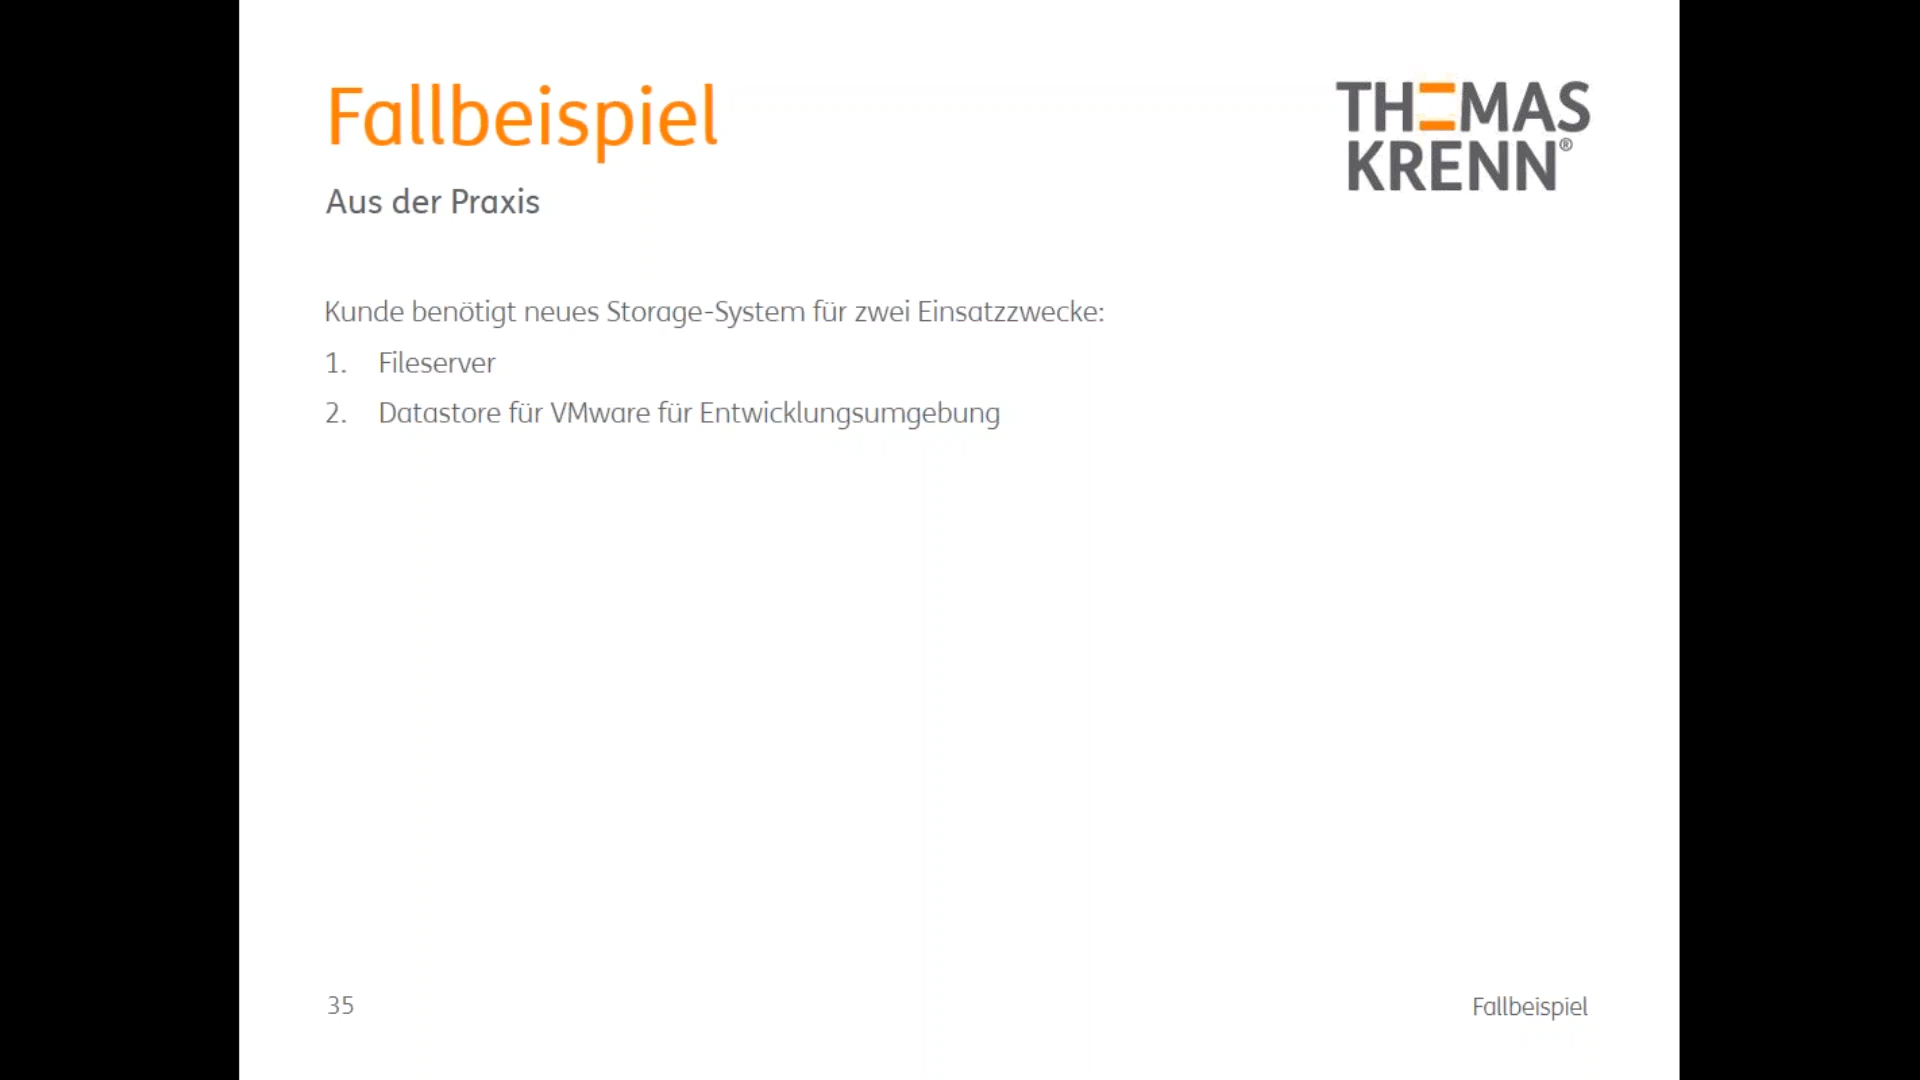 Fallbeispiel
THOMAS
KRENN®
Aus der Praxis
Kunde benötigt neues Storage-System für zwei Einsatzzwecke:
1. Fileserver
2. Datastore für VMware für Entwicklungsumgebung
35
Fallbeispiel